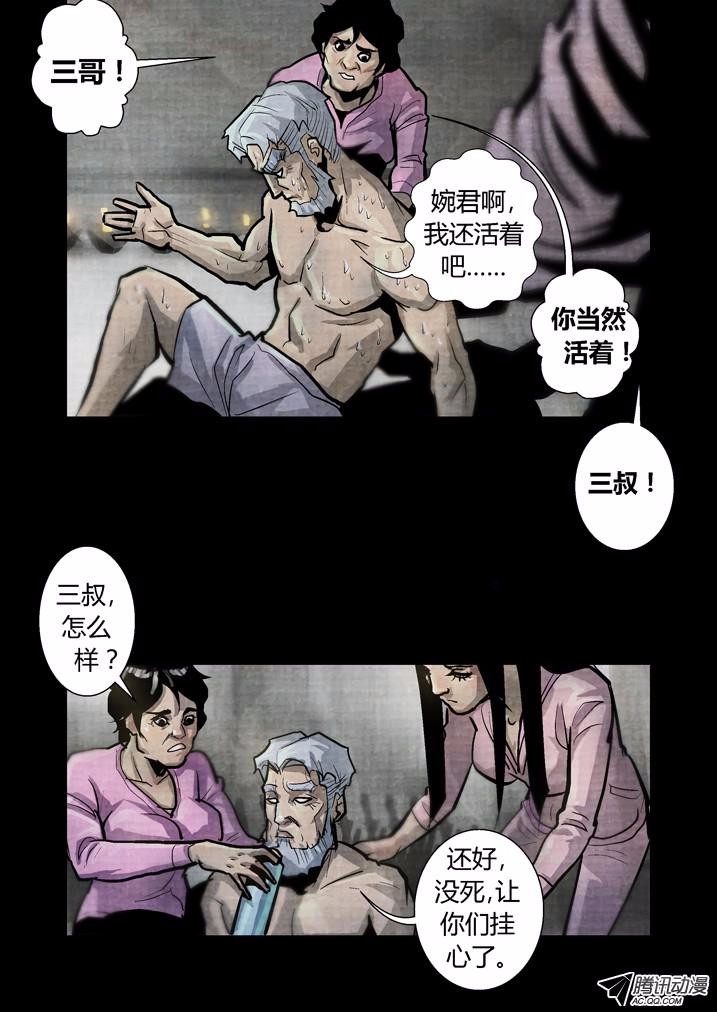 三哥！
婉君啊，
我还活着
吧……
你当然
活着！
三叔！
三叔，
怎么
样？
还好，
没死，让
你们挂
心了。
腾讯动漫
AC.QQ.COM